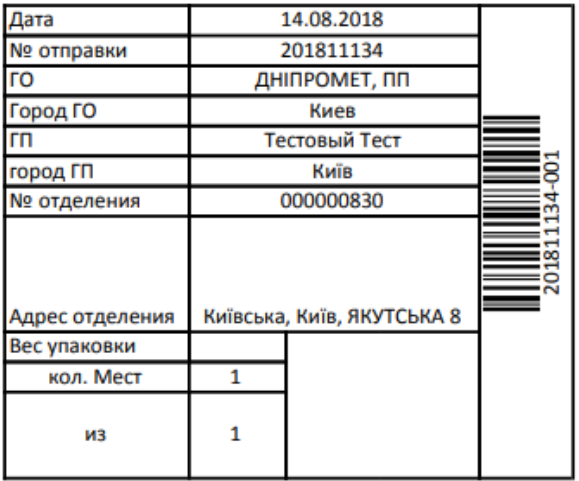 Дата 14.08.2018
№ отправки 201811134
ГО ДНІПРОМЕТ, ПП
Город ГО Киев
ГП Тестовый Тест
город ГП Київ
№ отделения 000000830
Адрес отделения Київська, Київ, ЯКУТСЬКА 8
Вес упаковки
кол. Мест 1
из 1
201811134-001